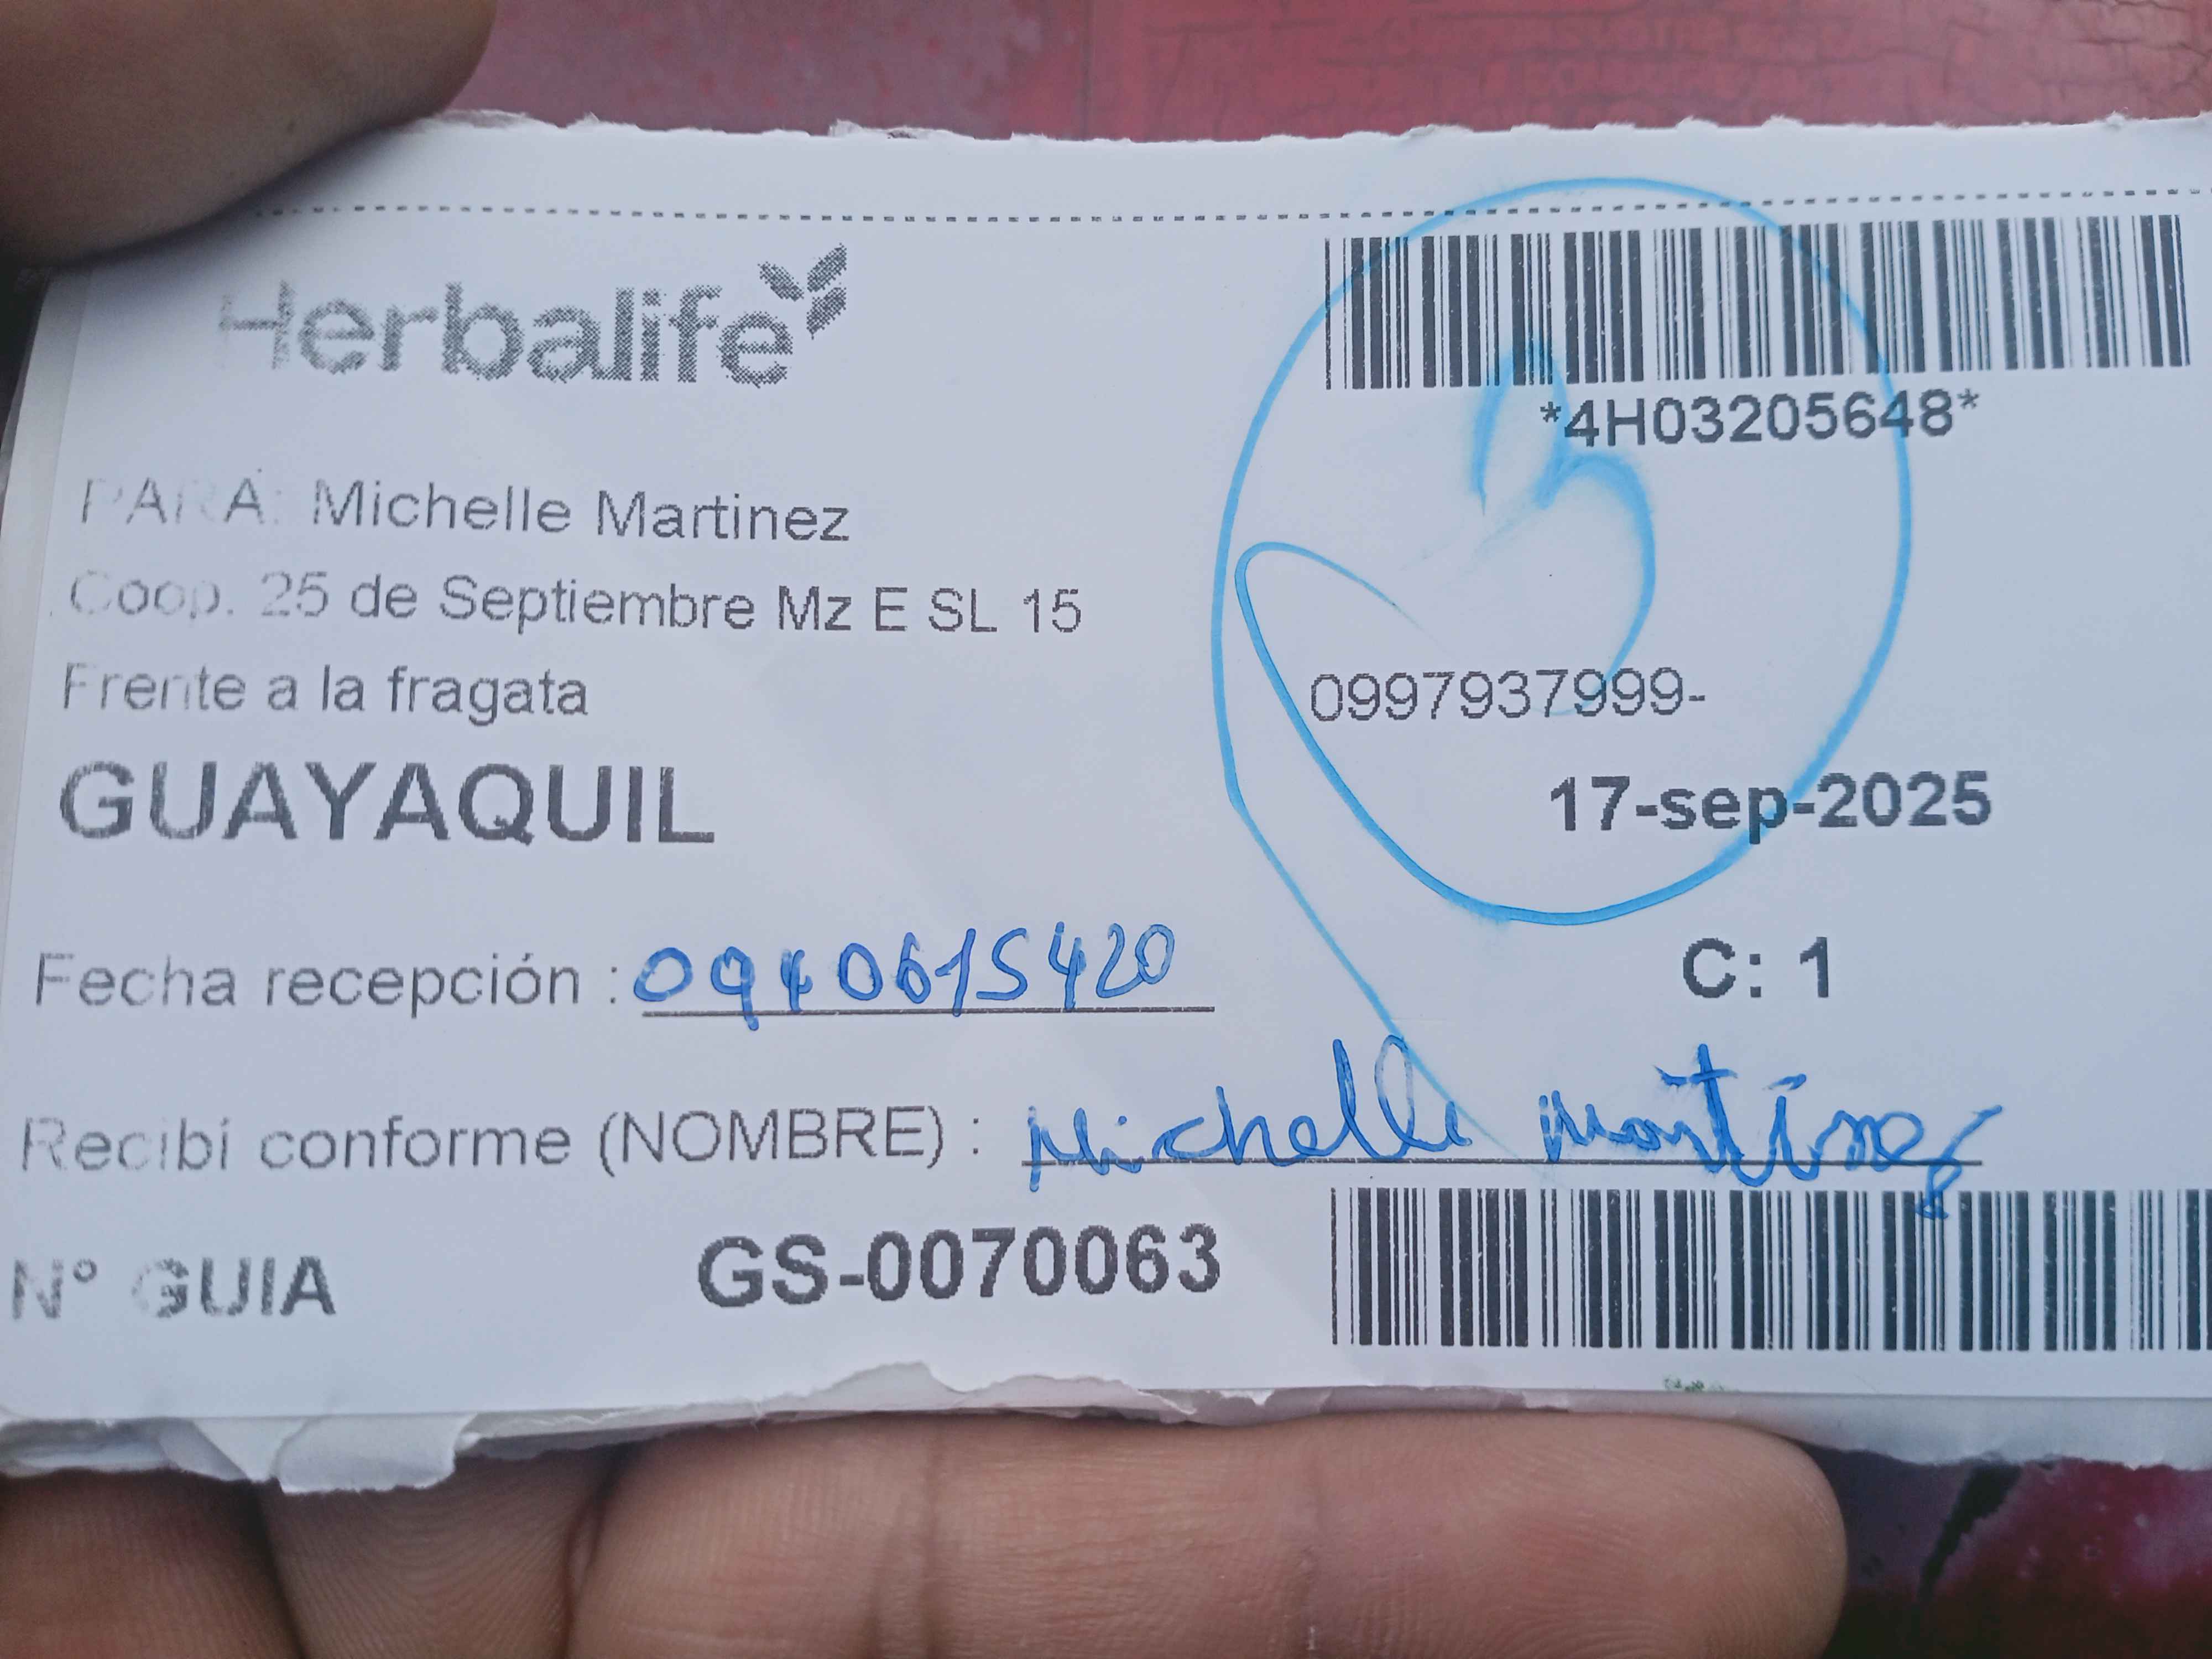 Herbalife
*4H03205648*
PARA: Michelle Martinez
Coop. 25 de Septiembre Mz E SL 15
Frente a la fragata
0997937999-
GUAYAQUIL
17-sep-2025
Fecha recepción : 0940615420
C: 1
Recibí conforme (NOMBRE) : Michelle Martínez
N° GUIA GS-0070063